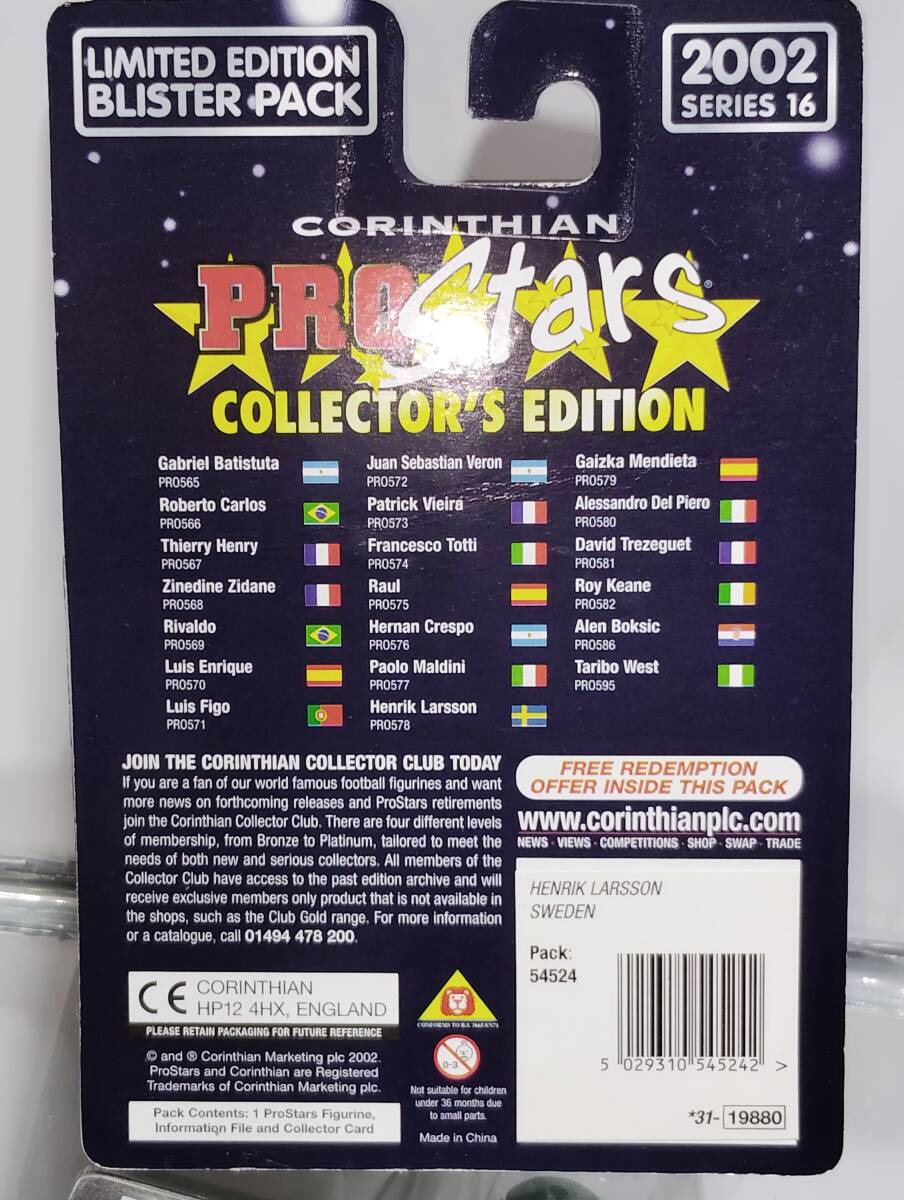 LIMITED EDITION
BLISTER PACK
2002
SERIES 16
CORINTHIAN
PROStars®
COLLECTOR'S EDITION
Gabriel Batistuta
PRO565
Roberto Carlos
PRO566
Thierry Henry
PRO567
Zinedine Zidane
PRO568
Rivaldo
PRO569
Luis Enrique
PRO570
Luis Figo
PRO571
Juan Sebastian Veron
PRO572
Patrick Vieira
PRO573
Francesco Totti
PRO574
Raul
PRO575
Hernan Crespo
PRO576
Paolo Maldini
PRO577
Henrik Larsson
PRO578
Gaizka Mendieta
PRO579
Alessandro Del Piero
PRO580
David Trezeguet
PRO581
Roy Keane
PRO582
Alen Boksic
PRO586
Taribo West
PRO595
JOIN THE CORINTHIAN COLLECTOR CLUB TODAY
If you are a fan of our world famous football figurines and want
more news on forthcoming releases and ProStars retirements
join the Corinthian Collector Club. There are four different levels
of membership, from Bronze to Platinum, tailored to meet the
needs of both new and serious collectors. All members of the
Collector Club have access to the past edition archive and will
receive exclusive members only product that is not available in
the shops, such as the Club Gold range. For more information
or a catalogue, call 01494 478 200.
FREE REDEMPTION
OFFER INSIDE THIS PACK
www.corinthianplc.com
NEWS · VIEWS · COMPETITIONS · SHOP · SWAP · TRADE
HENRIK LARSSON
SWEDEN
Pack:
54524
5 029310 545242 >
*31- 19880
CE CORINTHIAN
HP12 4HX, ENGLAND
PLEASE RETAIN PACKAGING FOR FUTURE REFERENCE
© and ® Corinthian Marketing plc 2002.
ProStars and Corinthian are Registered
Trademarks of Corinthian Marketing plc.
Pack Contents: 1 ProStars Figurine,
Information File and Collector Card
CONFORMS TO B.S.
0-3
Not suitable for children
under 36 months due
to small parts.
Made in China